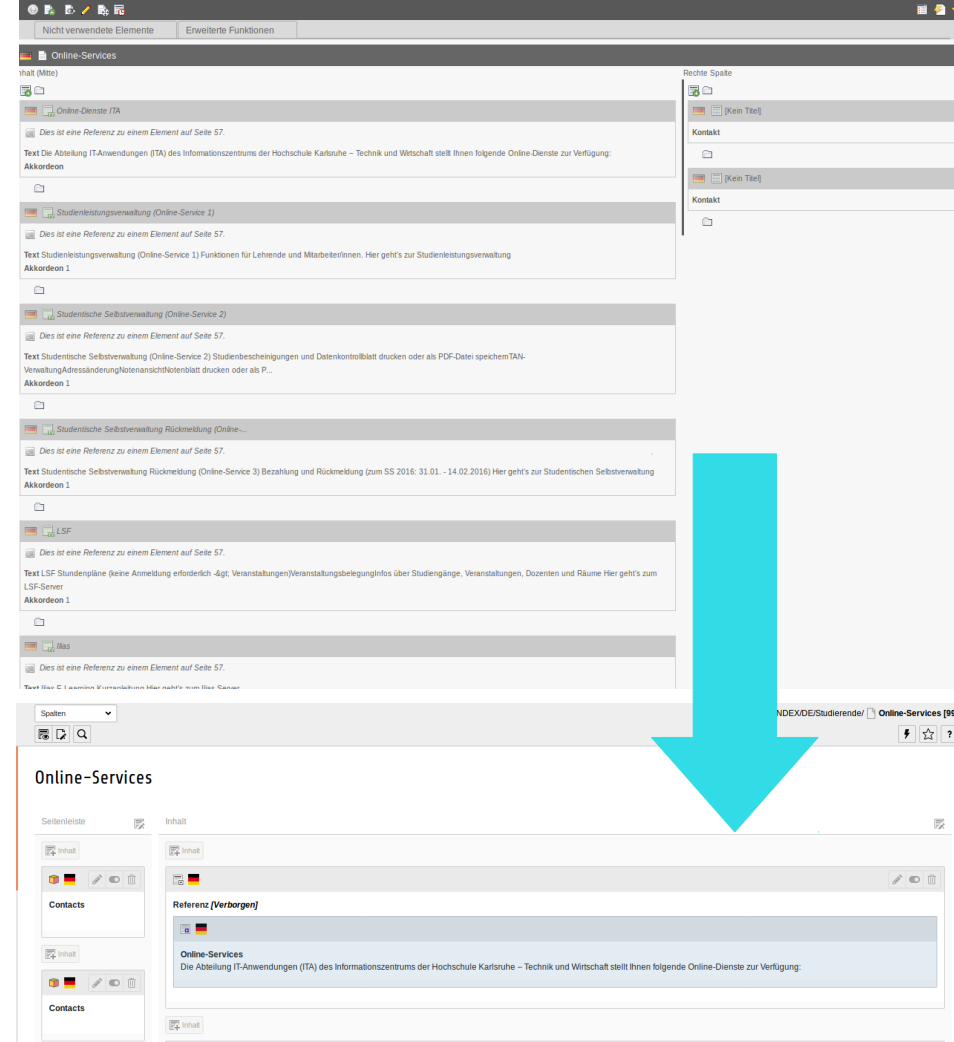 Nicht verwendete Elemente Erweiterte Funktionen
Online-Services
nhalt (Mitte)
Online-Dienste ITA
Dies ist eine Referenz zu einem Element auf Seite 57.
Text Die Abteilung IT-Anwendungen (ITA) des Informationszentrums der Hochschule Karlsruhe – Technik und Wirtschaft stellt Ihnen folgende Online-Dienste zur Verfügung:
Akkordeon
Studienleistungsverwaltung (Online-Service 1)
Dies ist eine Referenz zu einem Element auf Seite 57.
Text Studienleistungsverwaltung (Online-Service 1) Funktionen für Lehrende und Mitarbeiter/innen. Hier geht's zur Studienleistungsverwaltung
Akkordeon 1
Studentische Selbstverwaltung (Online-Service 2)
Dies ist eine Referenz zu einem Element auf Seite 57.
Text Studentische Selbstverwaltung (Online-Service 2) Studienbescheinigungen und Datenkontrollblatt drucken oder als PDF-Datei speichernTAN-
VerwaltungAdressänderungNotenansichtNotenblatt drucken oder als P...
Akkordeon 1
Studentische Selbstverwaltung Rückmeldung (Online-...
Dies ist eine Referenz zu einem Element auf Seite 57.
Text Studentische Selbstverwaltung Rückmeldung (Online-Service 3) Bezahlung und Rückmeldung (zum SS 2016: 31.01. - 14.02.2016) Hier geht's zur Studentischen Selbstverwaltung
Akkordeon 1
LSF
Dies ist eine Referenz zu einem Element auf Seite 57.
Text LSF Stundenpläne (keine Anmeldung erforderlich -&gt; Veranstaltungen)VeranstaltungsbelegungInfos über Studiengänge, Veranstaltungen, Dozenten und Räume Hier geht's zum
LSF-Server
Akkordeon 1
Ilias
Dies ist eine Referenz zu einem Element auf Seite 57.
Text Ilias E-Learning Kurzanleitung Hier geht's zum Ilias Server
Rechte Spalte
[Kein Titel]
Kontakt
[Kein Titel]
Kontakt
Spalten
NDEX/DE/Studierende/ Online-Services [99
?
Online-Services
Seitenleiste
Inhalt
Contacts
Inhalt
Contacts
Inhalt
Inhalt
Referenz [Verborgen]
Online-Services
Die Abteilung IT-Anwendungen (ITA) des Informationszentrums der Hochschule Karlsruhe – Technik und Wirtschaft stellt Ihnen folgende Online-Dienste zur Verfügung:
Inhalt